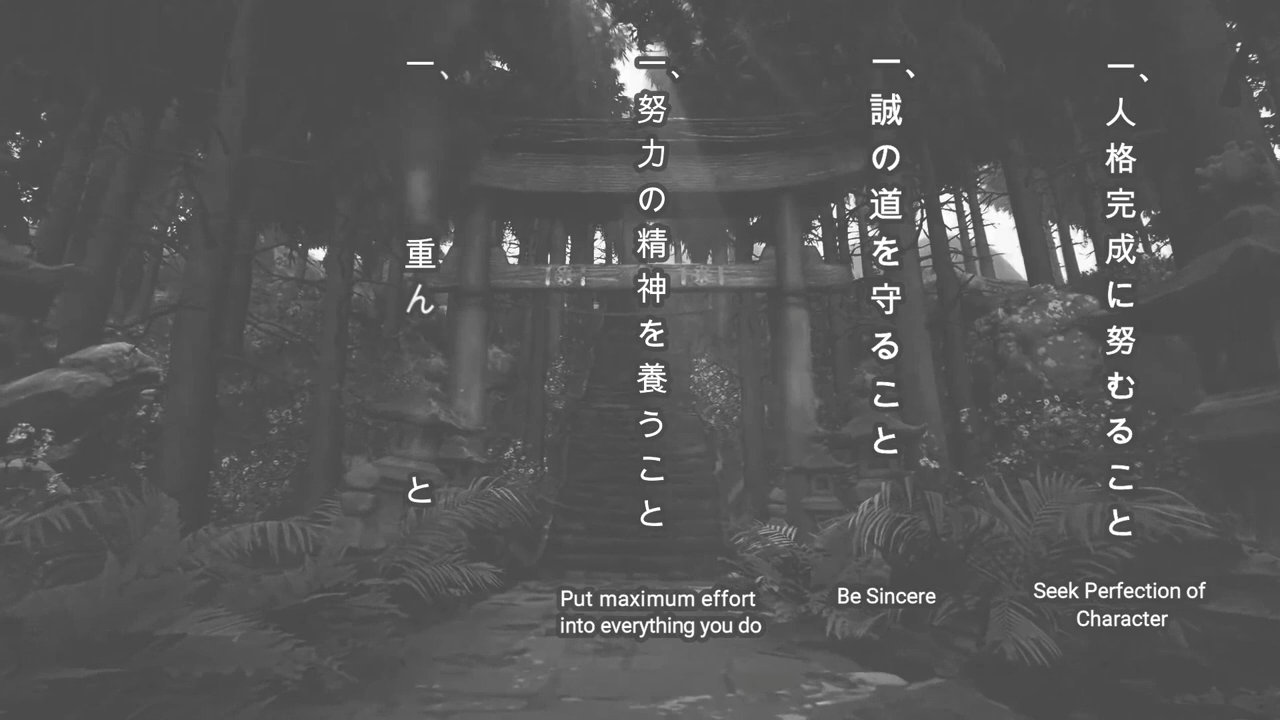 一、人格完成に努むること
一、誠の道を守ること
一、努力の精神を養うこと
一、 重ん と
Seek Perfection of
Character
Be Sincere
Put maximum effort
into everything you do